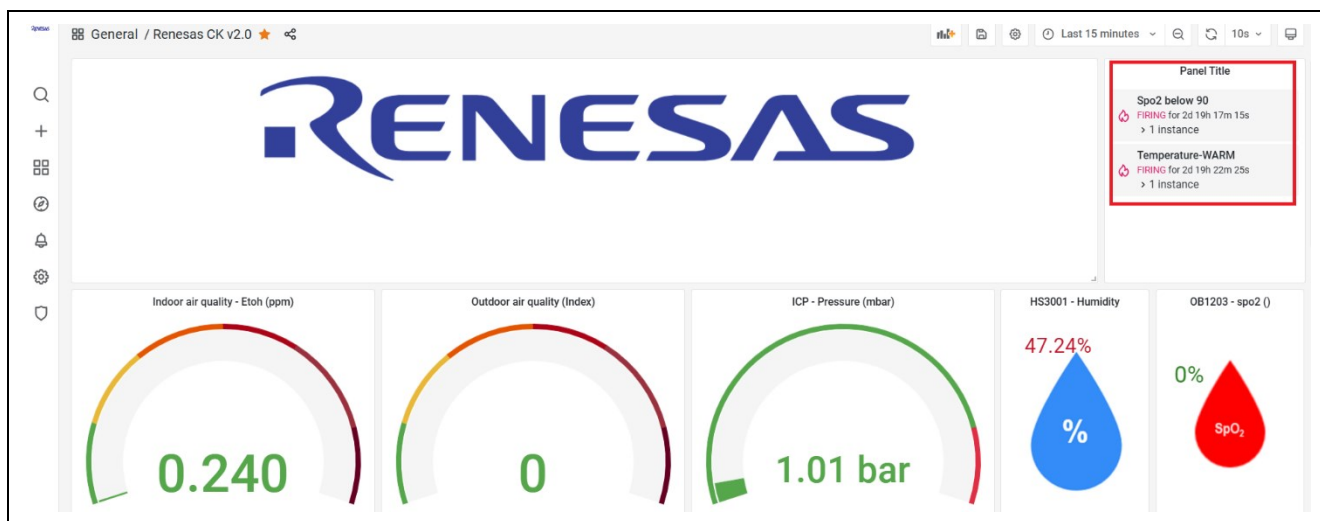 RENESAS
General / Renesas CK v2.0
Last 15 minutes
10s
RENESAS
Panel Title
Spo2 below 90
FIRING for 2d 19h 17m 15s
> 1 instance
Temperature-WARM
FIRING for 2d 19h 22m 25s
> 1 instance
Indoor air quality - Etoh (ppm)
Outdoor air quality (Index)
ICP - Pressure (mbar)
HS3001 - Humidity
OB1203 - spo2 ()
0.240
0
1.01 bar
47.24%
%
0%
SpO₂